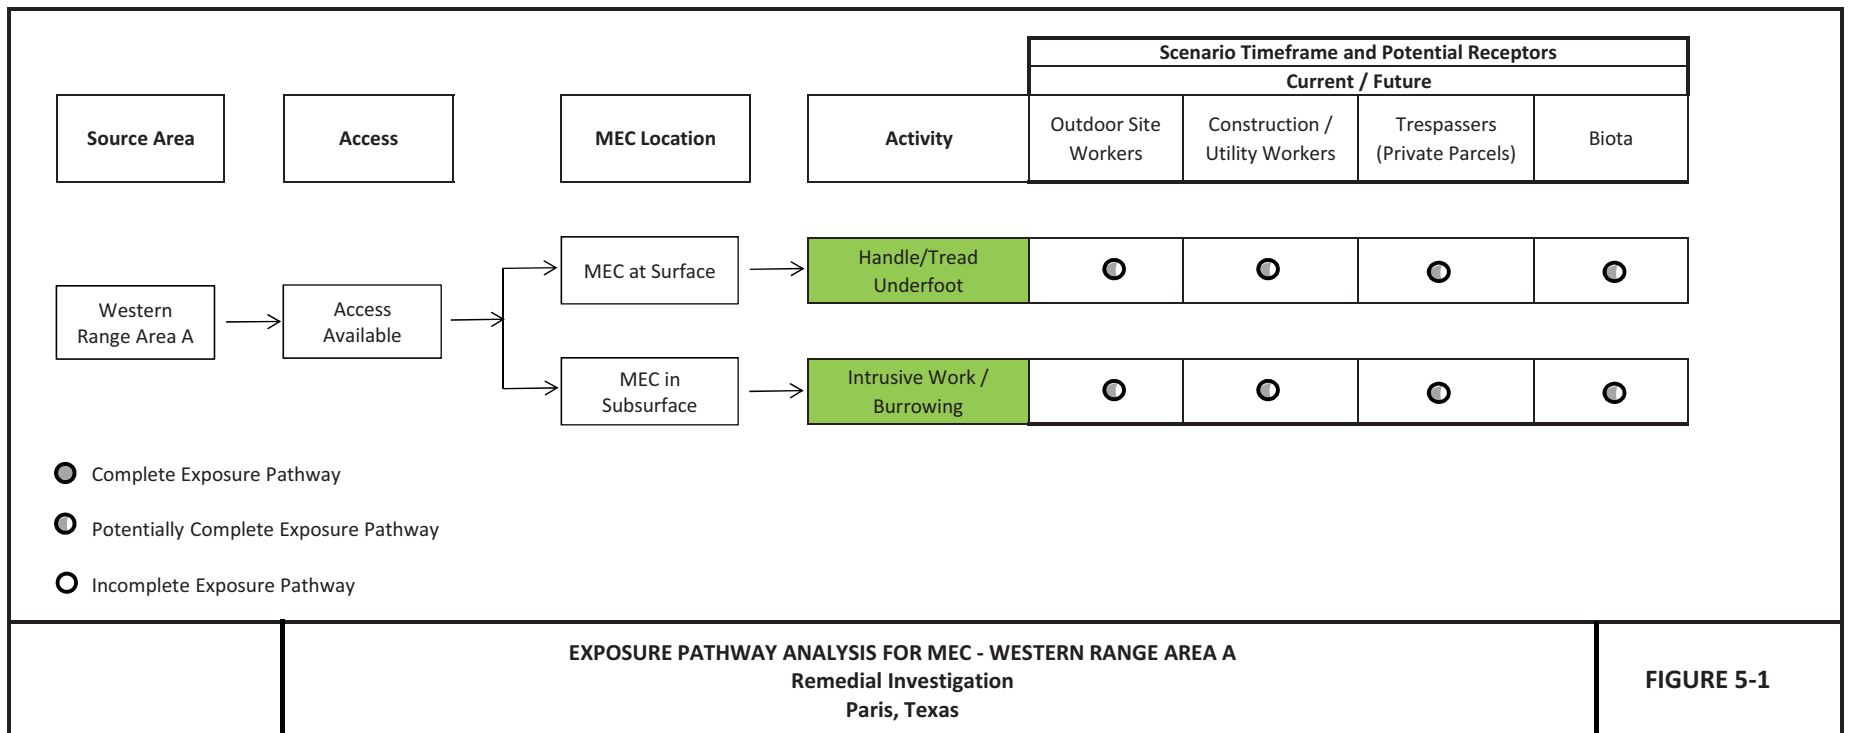 Scenario Timeframe and Potential Receptors
Current / Future
Source Area
Access
MEC Location
Activity
Outdoor Site
Workers
Construction /
Utility Workers
Trespassers
(Private Parcels)
Biota
Western
Range Area A
Access
Available
MEC at Surface
Handle/Tread
Underfoot
MEC in
Subsurface
Intrusive Work /
Burrowing
Complete Exposure Pathway
Potentially Complete Exposure Pathway
Incomplete Exposure Pathway
EXPOSURE PATHWAY ANALYSIS FOR MEC - WESTERN RANGE AREA A
Remedial Investigation
Paris, Texas
FIGURE 5-1